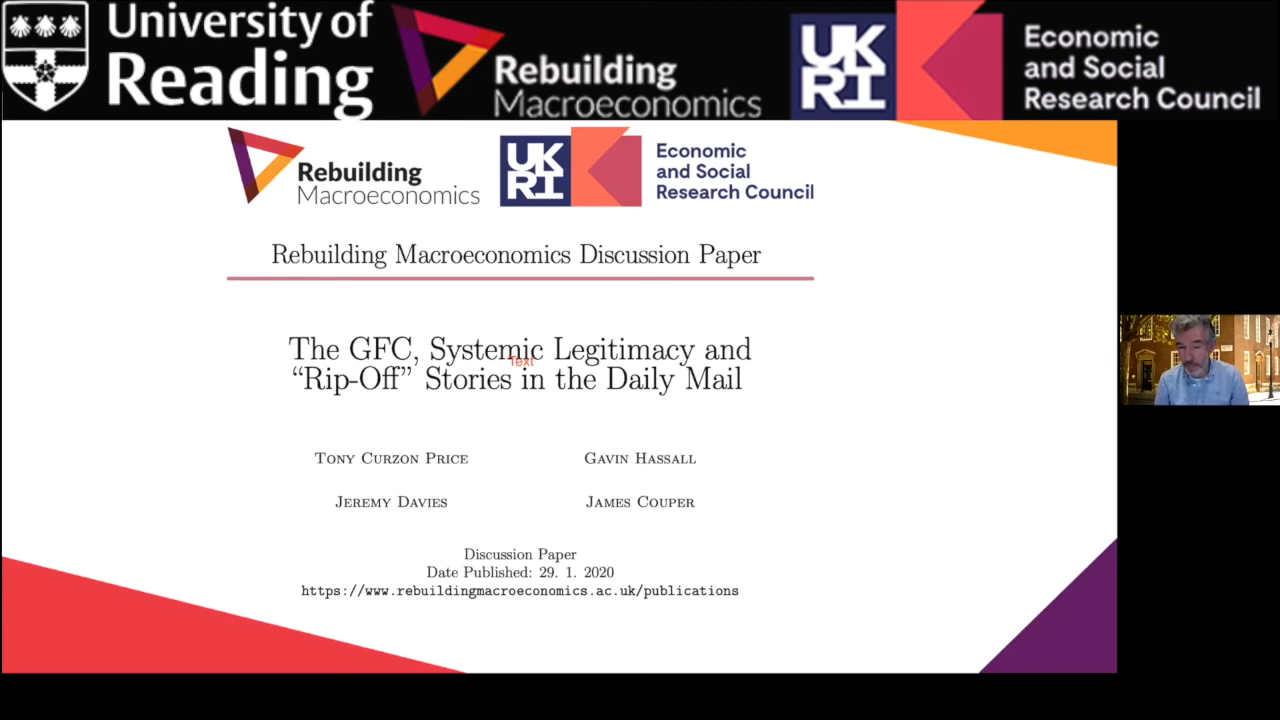 University of
Reading
Rebuilding
Macroeconomics
UK
RI
Economic
and Social
Research Council
Rebuilding
Macroeconomics
UK
RI
Economic
and Social
Research Council
Rebuilding Macroeconomics Discussion Paper
The GFC, Systemic Legitimacy and
Text
“Rip-Off” Stories in the Daily Mail
Tony Curzon Price
Gavin Hassall
Jeremy Davies
James Couper
Discussion Paper
Date Published: 29. 1. 2020
https://www.rebuildingmacroeconomics.ac.uk/publications